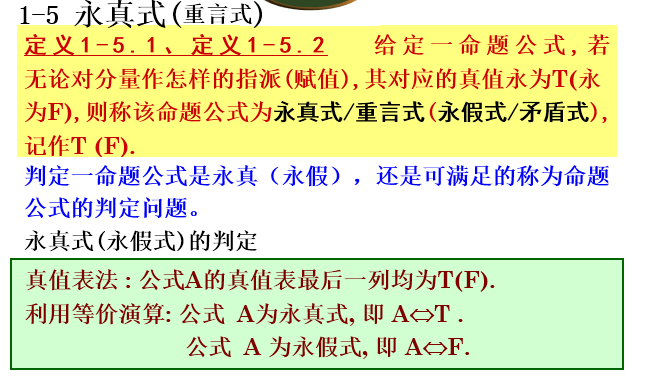 1-5 永真式(重言式)
定义1-5.1、定义1-5.2 给定一命题公式,若
无论对分量作怎样的指派(赋值),其对应的真值永为T(永
为F),则称该命题公式为永真式/重言式(永假式/矛盾式),
记作T (F).
判定一命题公式是永真（永假），还是可满足的称为命题
公式的判定问题。
永真式(永假式)的判定
真值表法 : 公式A的真值表最后一列均为T(F).
利用等价演算: 公式 A为永真式, 即 A⇔T .
公式 A 为永假式, 即 A⇔F.